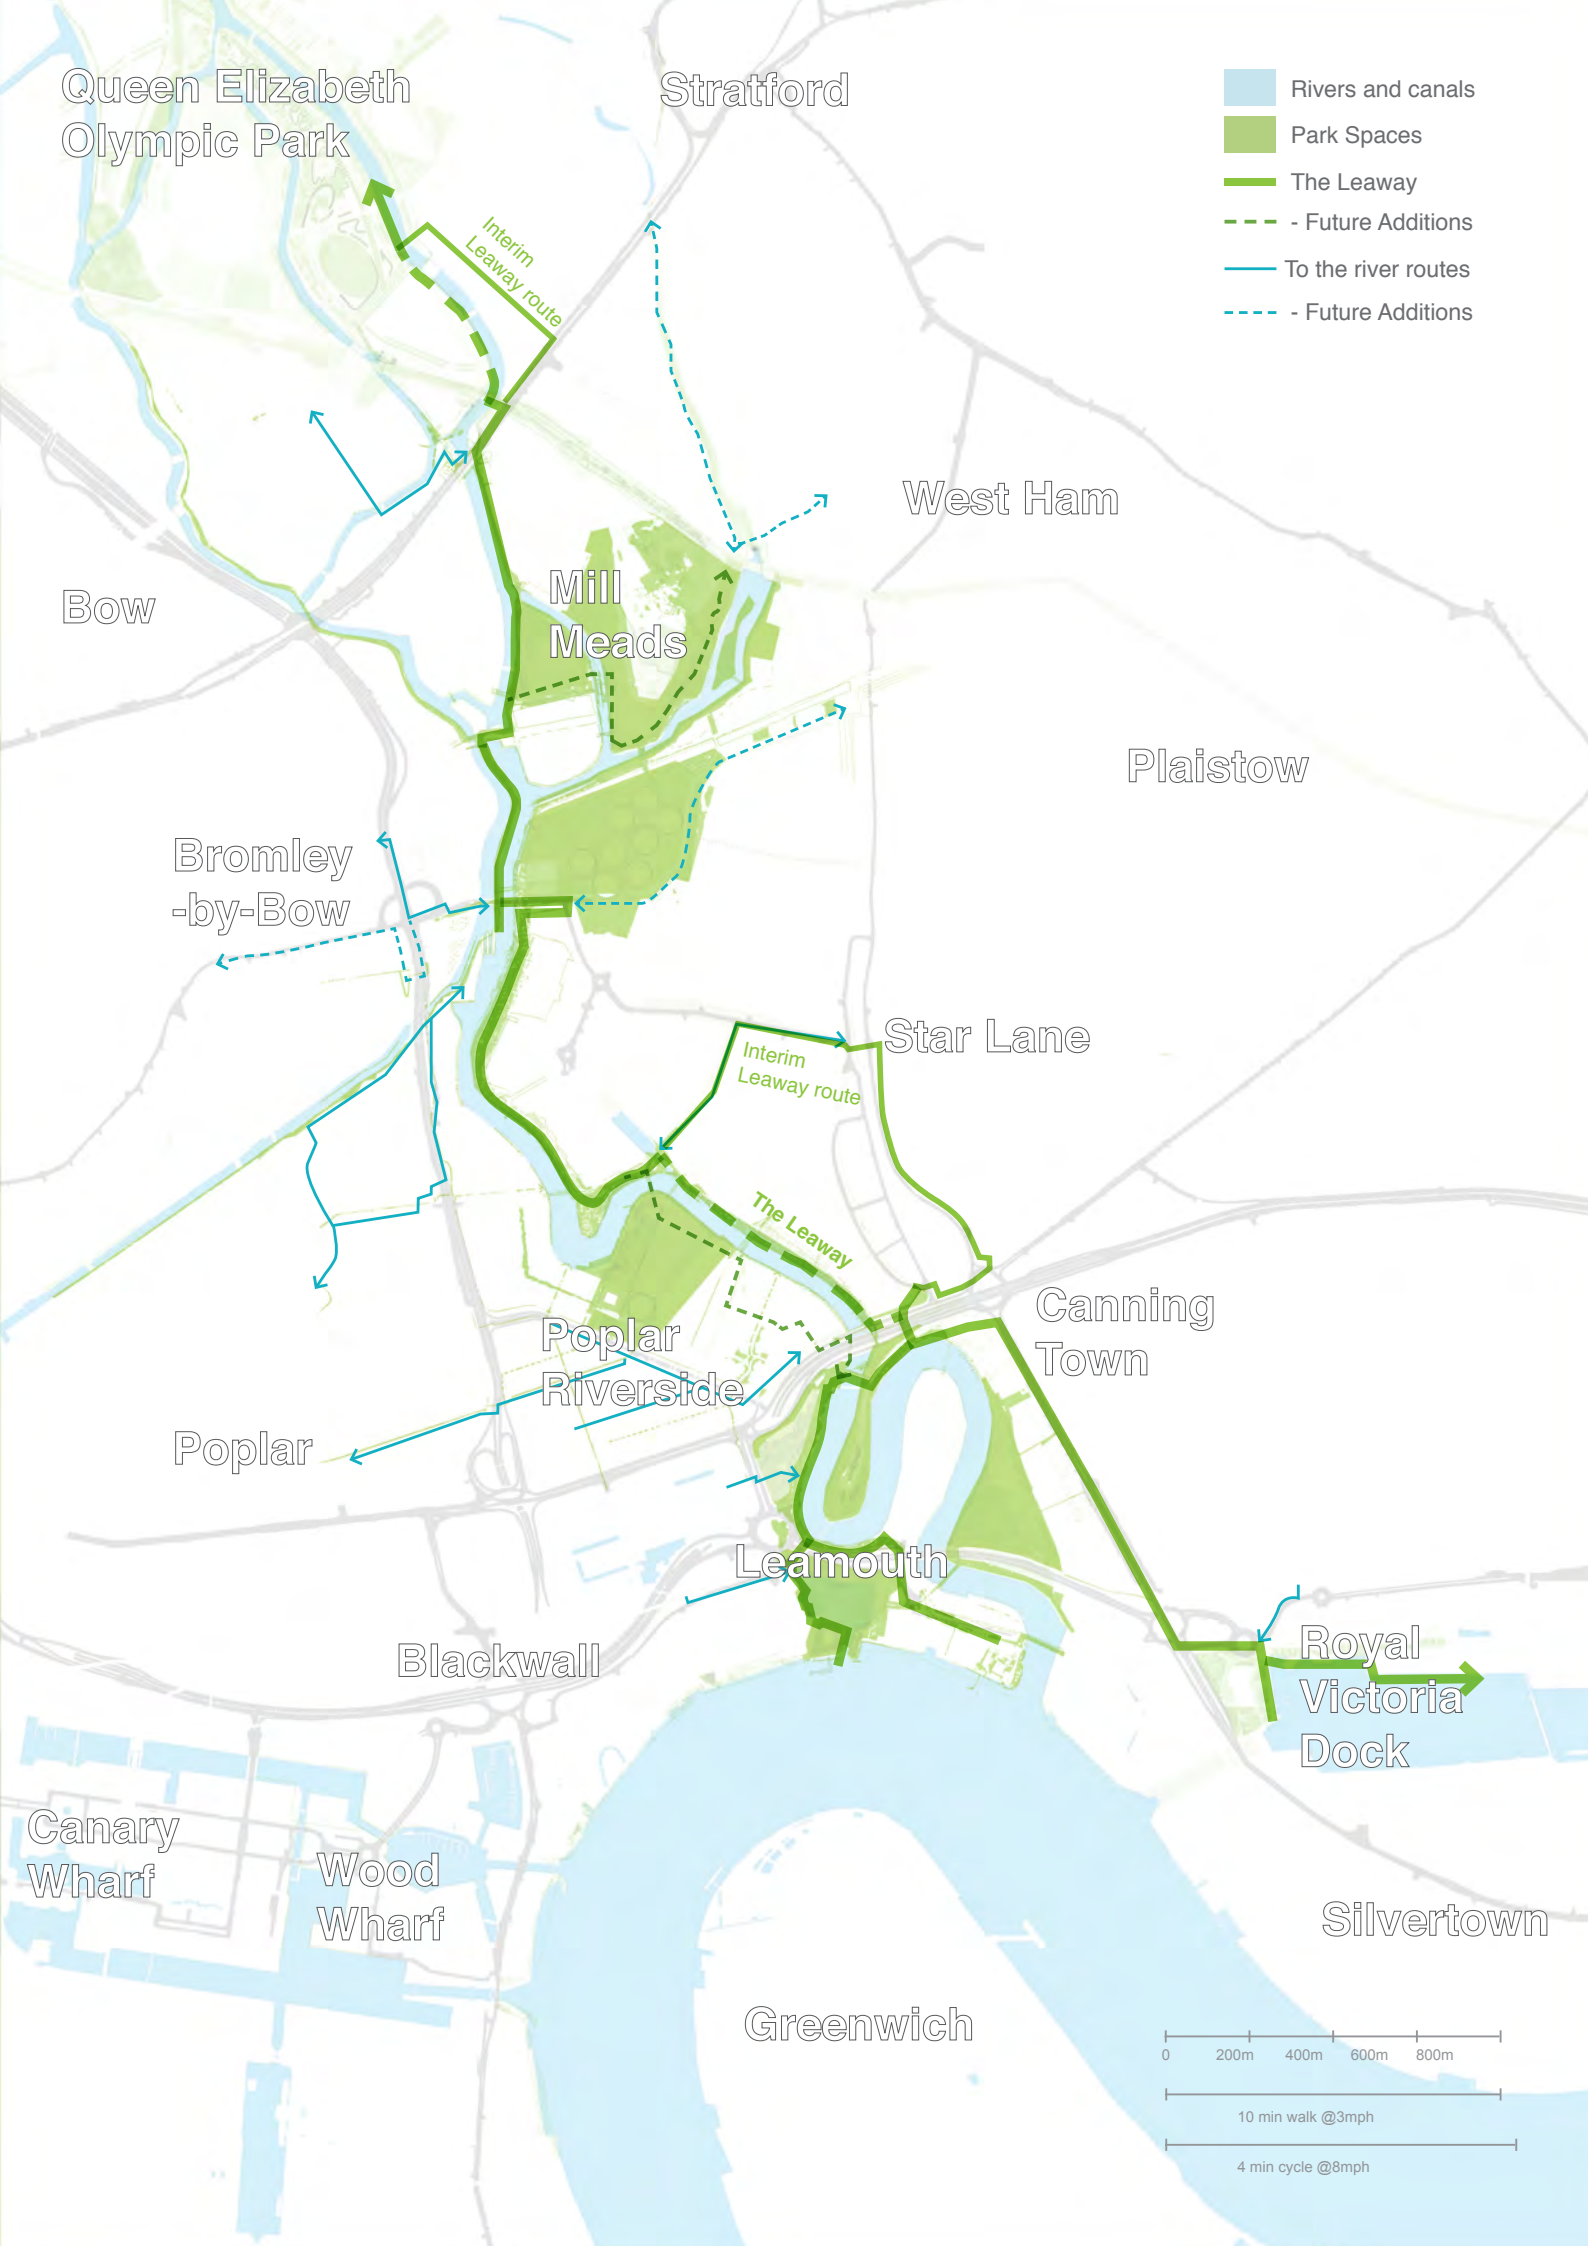 Queen Elizabeth
Olympic Park
Stratford
Rivers and canals
Park Spaces
The Leaway
- Future Additions
To the river routes
- Future Additions
Interim
Leaway route
West Ham
Mill
Meads
Bow
Plaistow
Bromley
-by-Bow
Star Lane
Interim
Leaway route
The Leaway
Canning
Town
Poplar
Riverside
Poplar
Leamouth
Blackwall
Royal
Victoria
Dock
Canary
Wharf
Wood
Wharf
Silvertown
Greenwich
0 200m 400m 600m 800m
10 min walk @3mph
4 min cycle @8mph